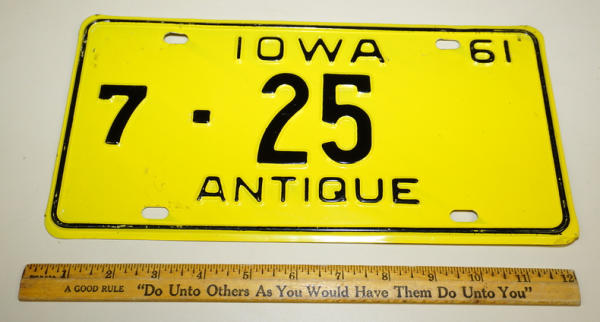 IOWA 61
7 · 25
ANTIQUE
1 2 3 4 5 6 7 8 9 10 11 12
A GOOD RULE "Do Unto Others As You Would Have Them Do Unto You"